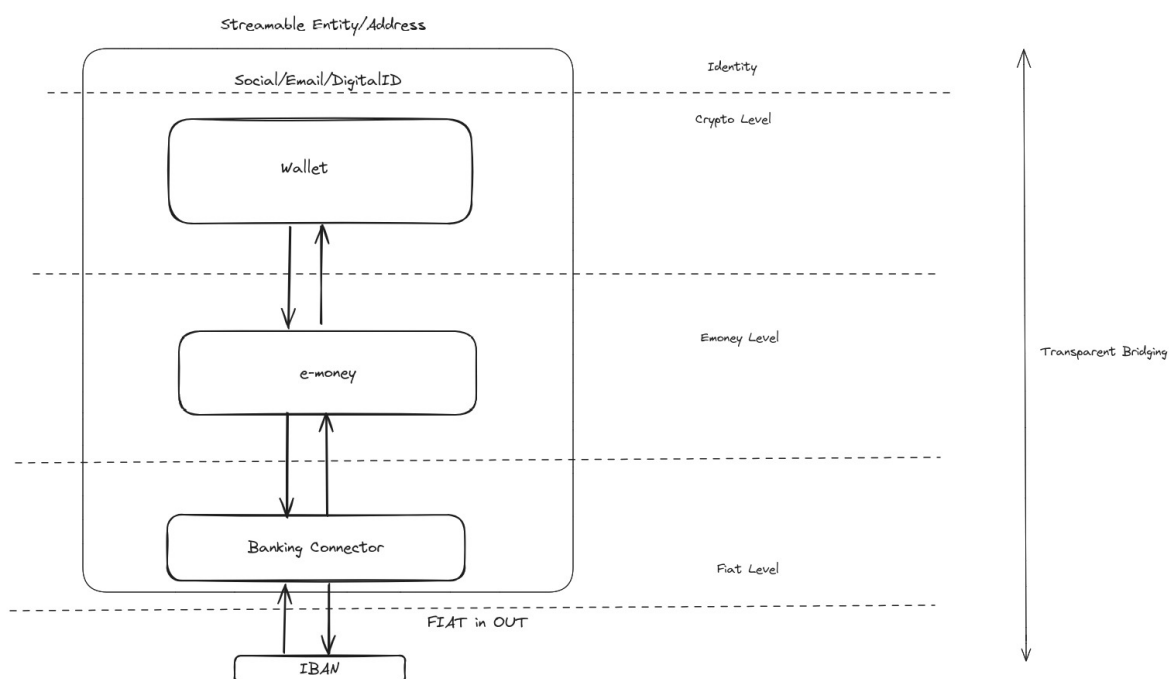 Streamable Entity/Address
Identity
Social/Email/DigitalID
Crypto Level
Wallet
Emoney Level
Transparent Bridging
e-money
Banking Connector
Fiat Level
FIAT in OUT
IBAN